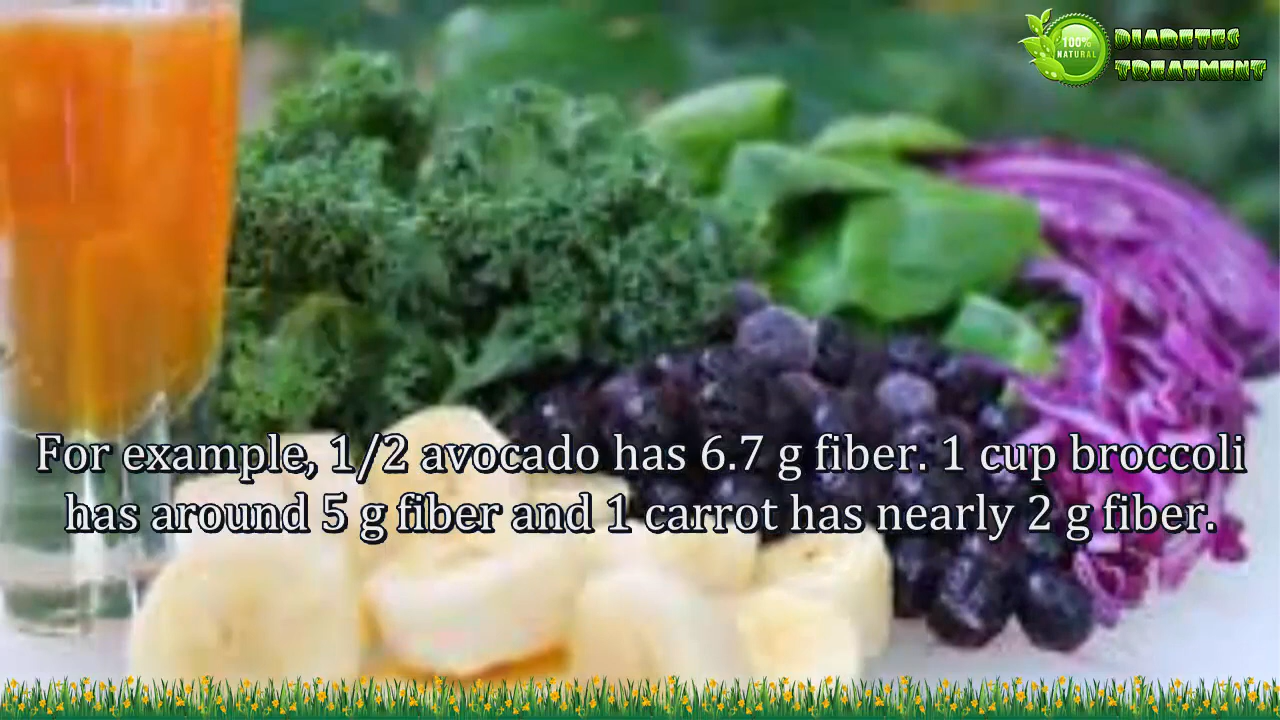 100%
NATURAL
DIABETES
TREATMENT
For example, 1/2 avocado has 6.7 g fiber. 1 cup broccoli
has around 5 g fiber and 1 carrot has nearly 2 g fiber.